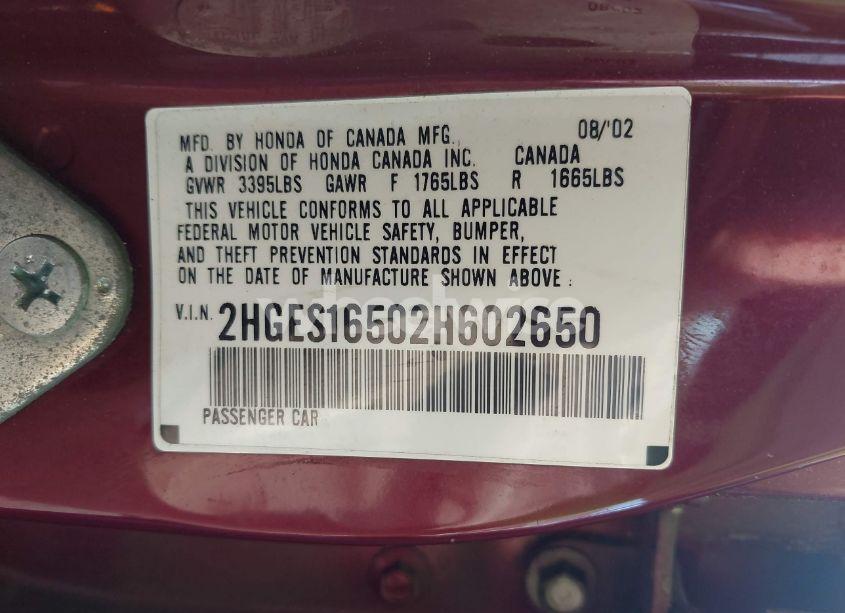 MFD. BY HONDA OF CANADA MFG., 08/'02
A DIVISION OF HONDA CANADA INC. CANADA
GVWR 3395LBS GAWR F 1765LBS R 1665LBS
THIS VEHICLE CONFORMS TO ALL APPLICABLE
FEDERAL MOTOR VEHICLE SAFETY, BUMPER,
AND THEFT PREVENTION STANDARDS IN EFFECT
ON THE DATE OF MANUFACTURE SHOWN ABOVE:
V.I.N. 2HGES16502H602650
PASSENGER CAR